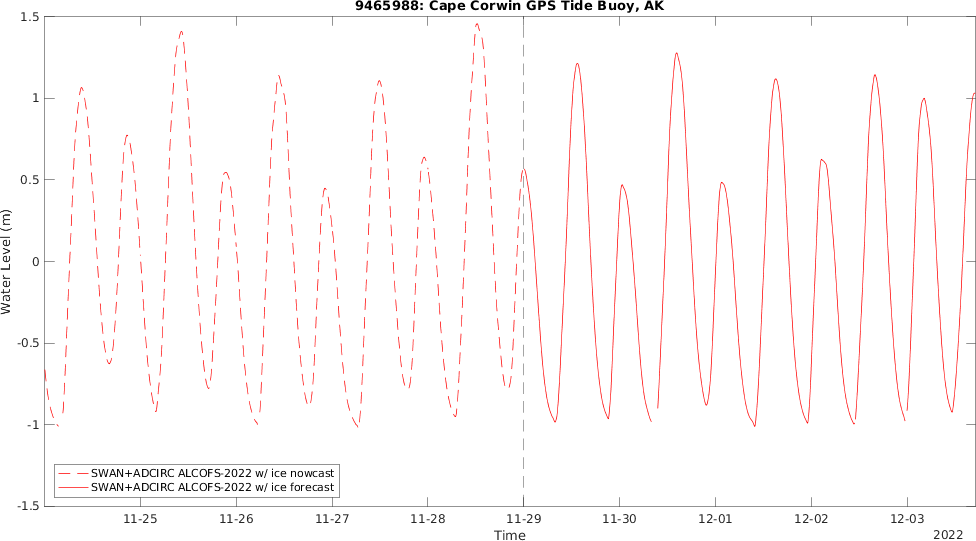 9465988: Cape Corwin GPS Tide Buoy, AK
1.5
1
0.5
0
-0.5
-1
-1.5
Water Level (m)
SWAN+ADCIRC ALCOFS-2022 w/ ice nowcast
SWAN+ADCIRC ALCOFS-2022 w/ ice forecast
11-25 11-26 11-27 11-28 11-29 11-30 12-01 12-02 12-03
Time
2022